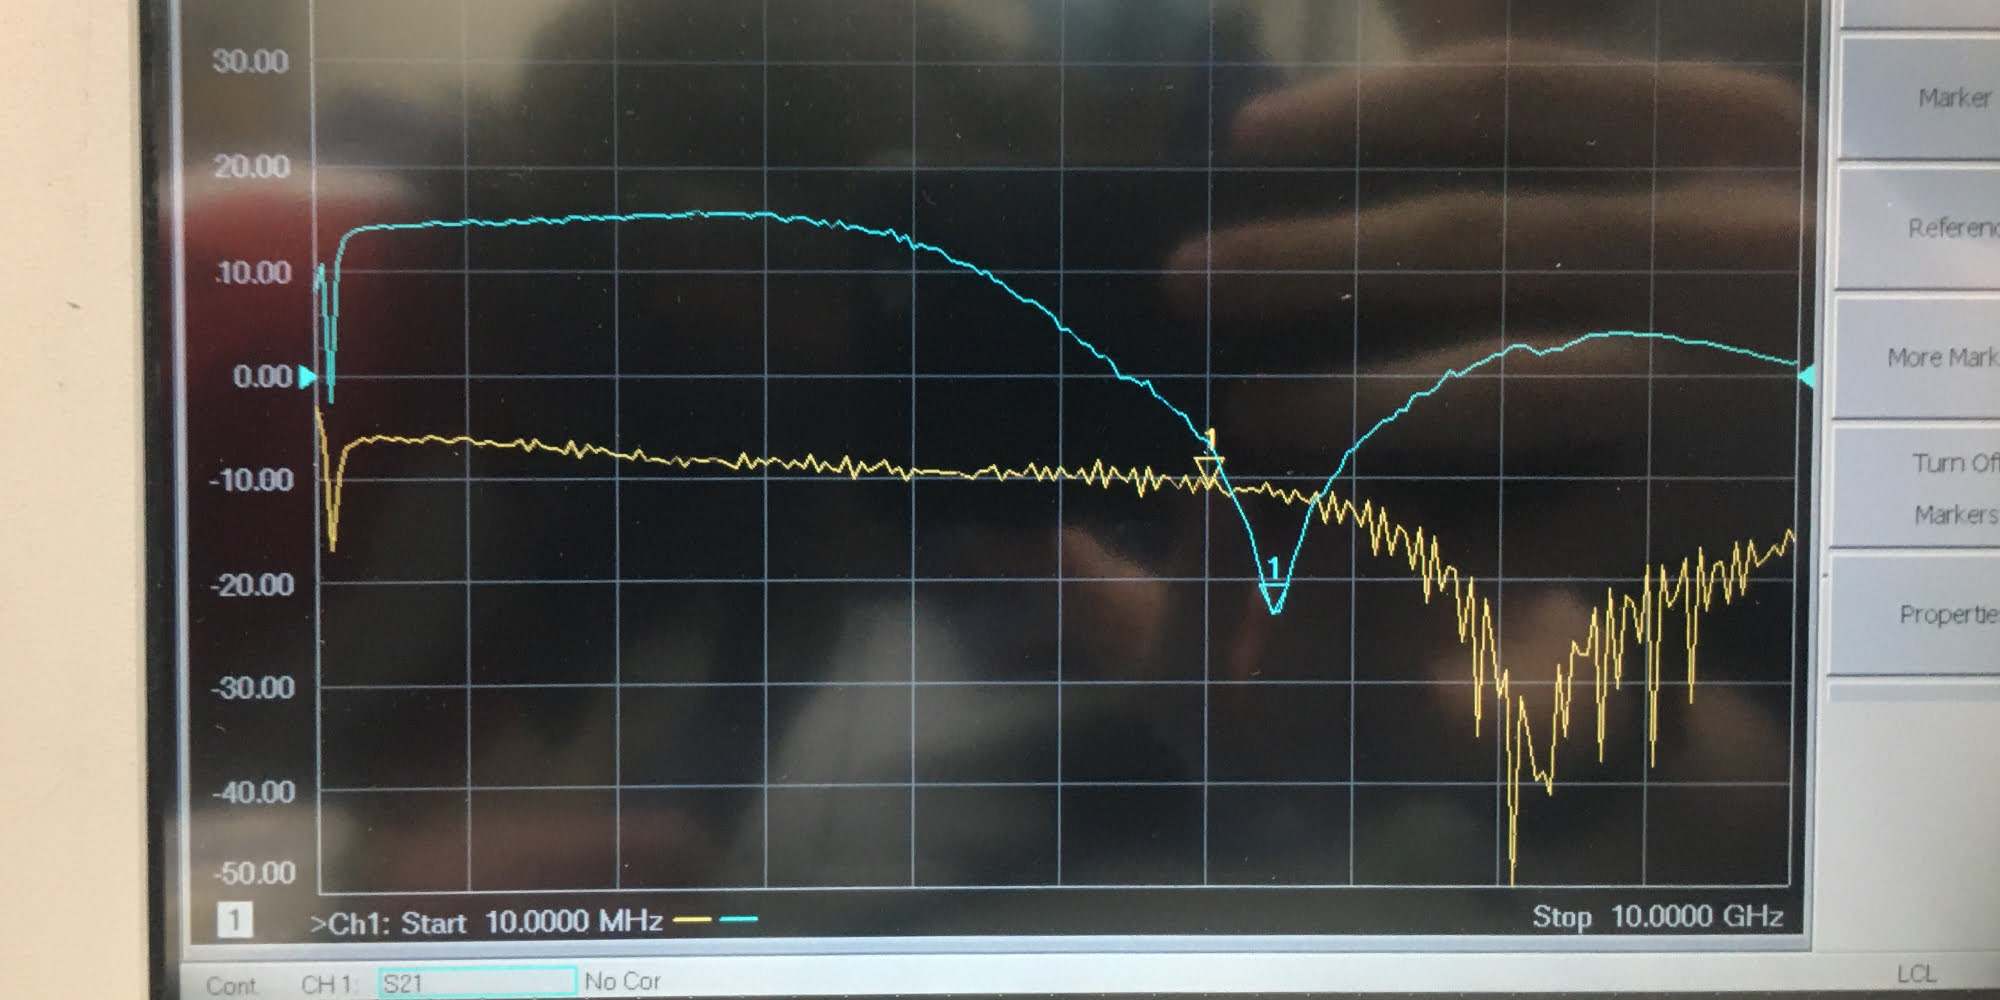 30.00
20.00
10.00
0.00
-10.00
-20.00
-30.00
-40.00
-50.00
1
1
1 >Ch1: Start 10.0000 MHz Stop 10.0000 GHz
Cont CH 1: S21 No Cor LCL
Marker
Referenc
More Mark
Turn Off
Markers
Propertie